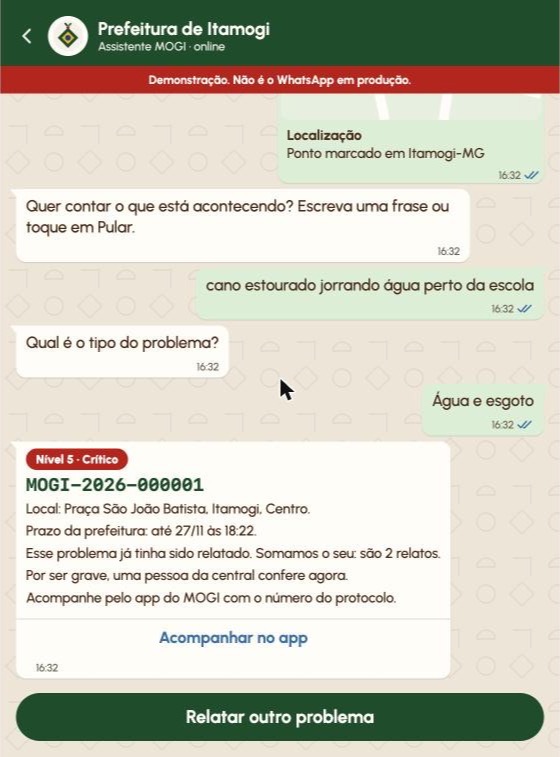 Prefeitura de Itamogi
Assistente MOGI · online
Demonstração. Não é o WhatsApp em produção.
Localização
Ponto marcado em Itamogi-MG
16:32
Quer contar o que está acontecendo? Escreva uma frase ou
toque em Pular.
16:32
cano estourado jorrando água perto da escola
16:32
Qual é o tipo do problema?
16:32
Água e esgoto
16:32
Nível 5 · Crítico
MOGI-2026-000001
Local: Praça São João Batista, Itamogi, Centro.
Prazo da prefeitura: até 27/11 às 18:22.
Esse problema já tinha sido relatado. Somamos o seu: são 2 relatos.
Por ser grave, uma pessoa da central confere agora.
Acompanhe pelo app do MOGI com o número do protocolo.
Acompanhar no app
16:32
Relatar outro problema